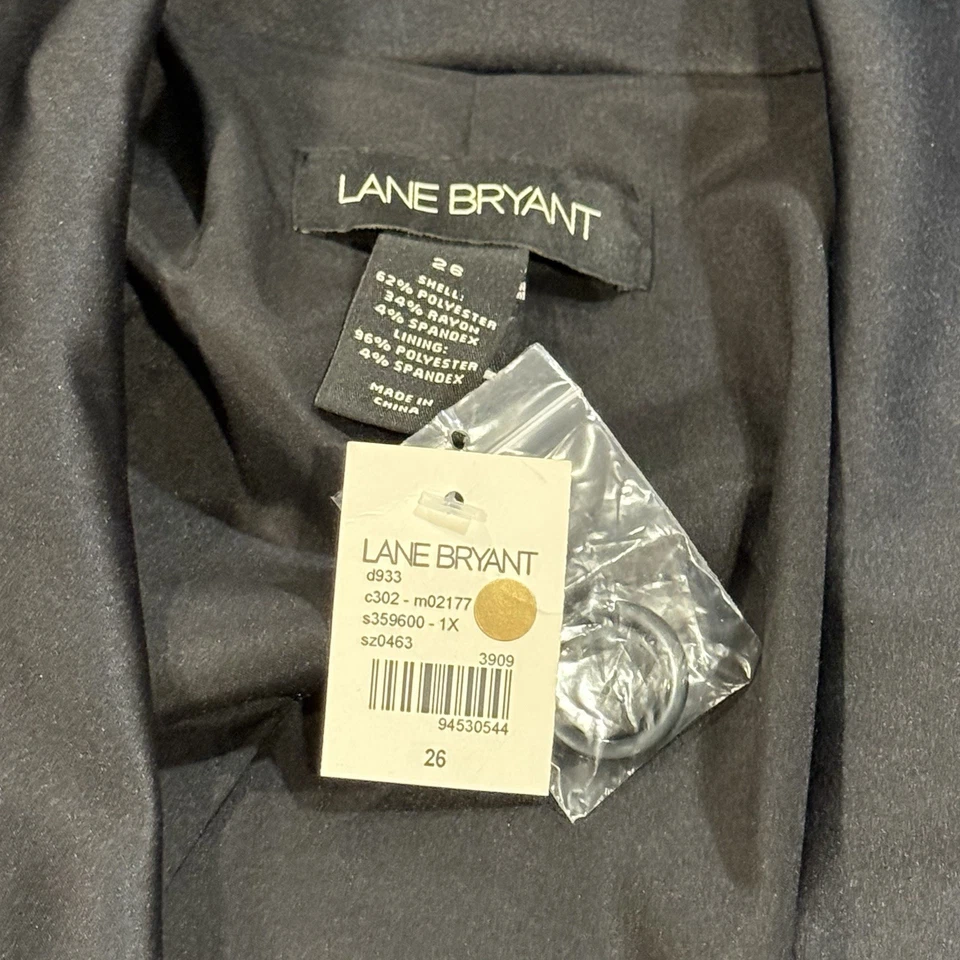 LANE BRYANT
26
SHELL:
62% POLYESTER
34% RAYON
4% SPANDEX
LINING:
96% POLYESTER
4% SPANDEX
MADE IN
CHINA
LANE BRYANT
d933
c302 - m02177
s359600 - 1X
sz0463
3909
94530544
26